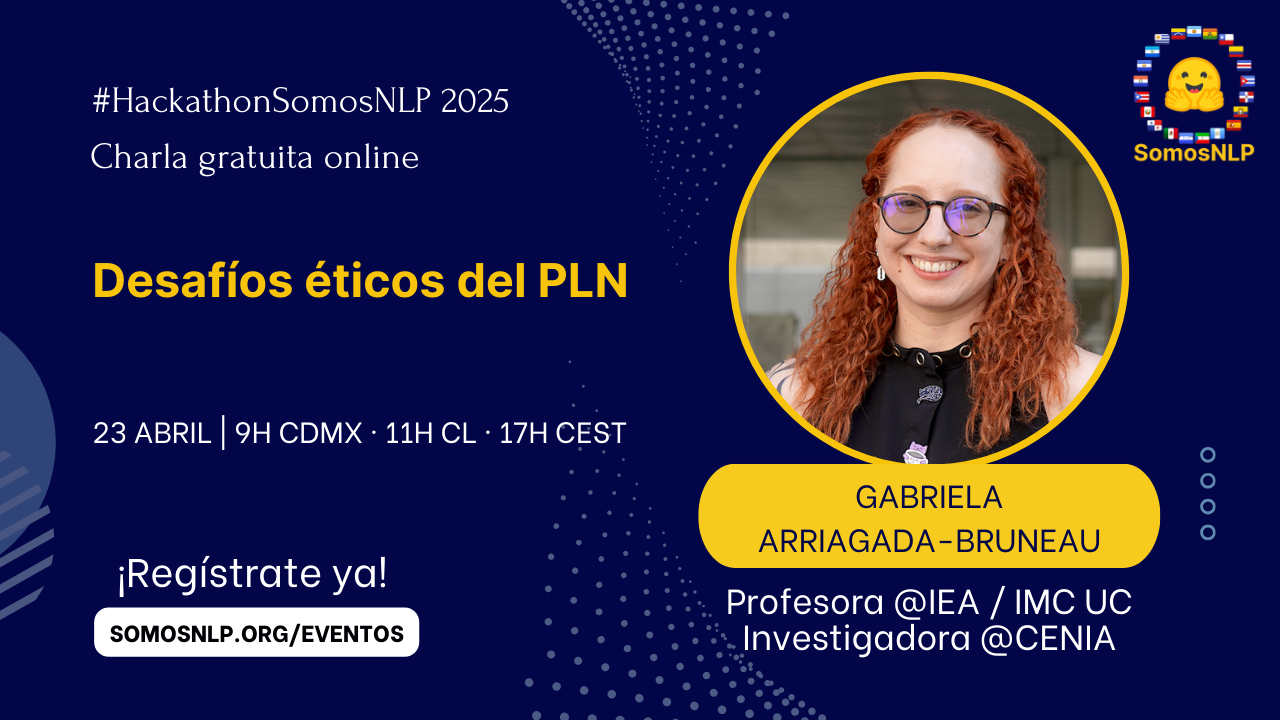 #HackathonSomosNLP 2025
Charla gratuita online
SomosNLP
Desafíos éticos del PLN
23 ABRIL | 9H CDMX · 11H CL · 17H CEST
GABRIELA
ARRIAGADA-BRUNEAU
¡Regístrate ya!
SOMOSNLP.ORG/EVENTOS
Profesora @IEA / IMC UC
Investigadora @CENIA